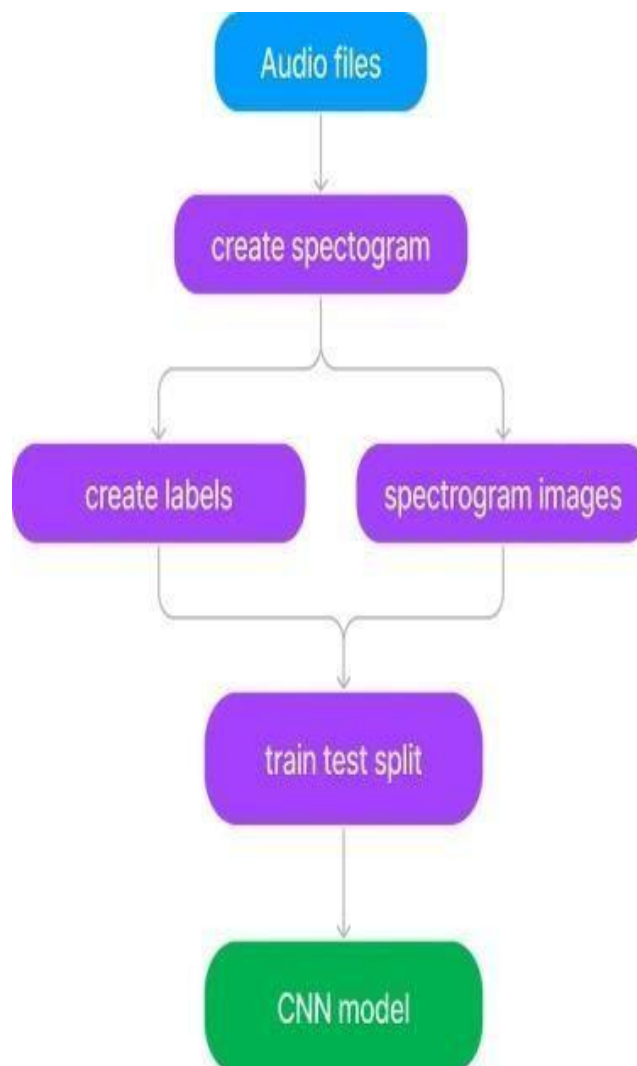 Audio files
create spectogram
create labels
spectrogram images
train test split
CNN model